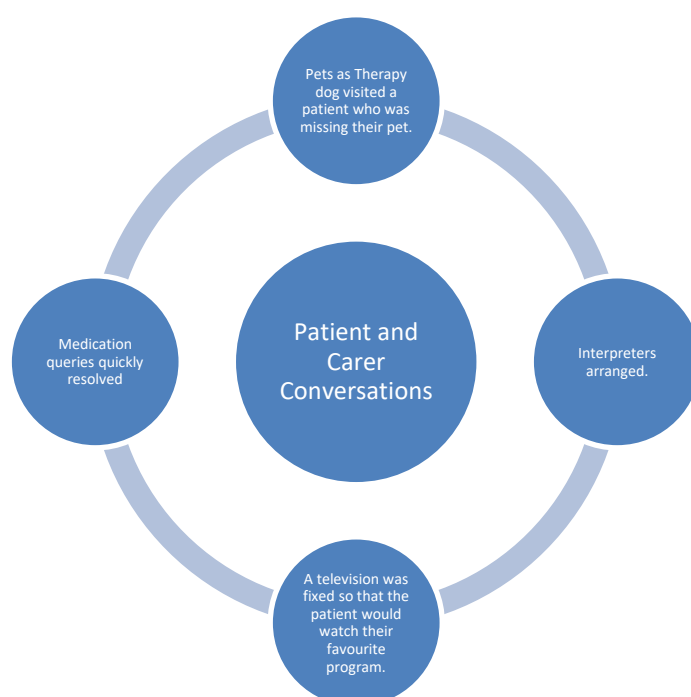 Pets as Therapy
dog visited a
patient who was
missing their pet.
Medication
queries quickly
resolved
Patient and
Carer
Conversations
Interpreters
arranged.
A television was
fixed so that the
patient would
watch their
favourite
program.